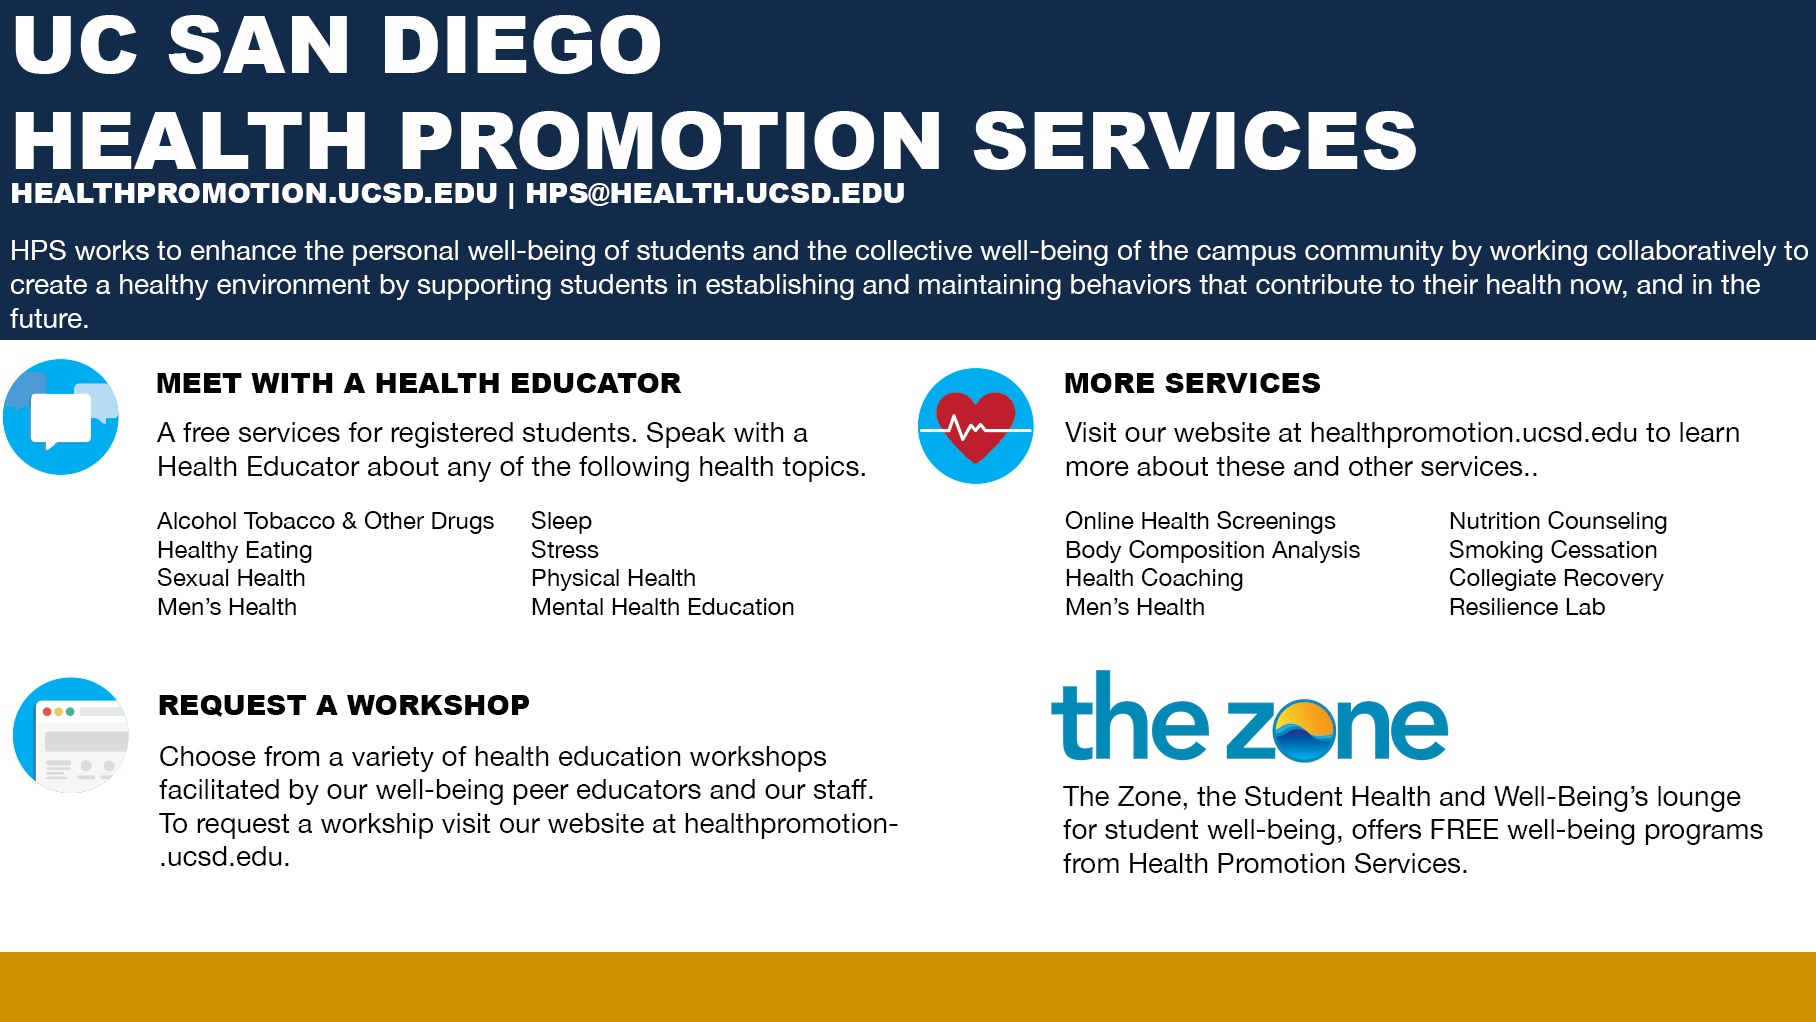 UC SAN DIEGO
HEALTH PROMOTION SERVICES
HEALTHPROMOTION.UCSD.EDU | HPS@HEALTH.UCSD.EDU
HPS works to enhance the personal well-being of students and the collective well-being of the campus community by working collaboratively to
create a healthy environment by supporting students in establishing and maintaining behaviors that contribute to their health now, and in the
future.
MEET WITH A HEALTH EDUCATOR
A free services for registered students. Speak with a
Health Educator about any of the following health topics.
Alcohol Tobacco & Other Drugs
Healthy Eating
Sexual Health
Men's Health
Sleep
Stress
Physical Health
Mental Health Education
MORE SERVICES
Visit our website at healthpromotion.ucsd.edu to learn
more about these and other services..
Online Health Screenings
Body Composition Analysis
Health Coaching
Men's Health
Nutrition Counseling
Smoking Cessation
Collegiate Recovery
Resilience Lab
REQUEST A WORKSHOP
Choose from a variety of health education workshops
facilitated by our well-being peer educators and our staff.
To request a workship visit our website at healthpromotion-
.ucsd.edu.
the zone
The Zone, the Student Health and Well-Being's lounge
for student well-being, offers FREE well-being programs
from Health Promotion Services.